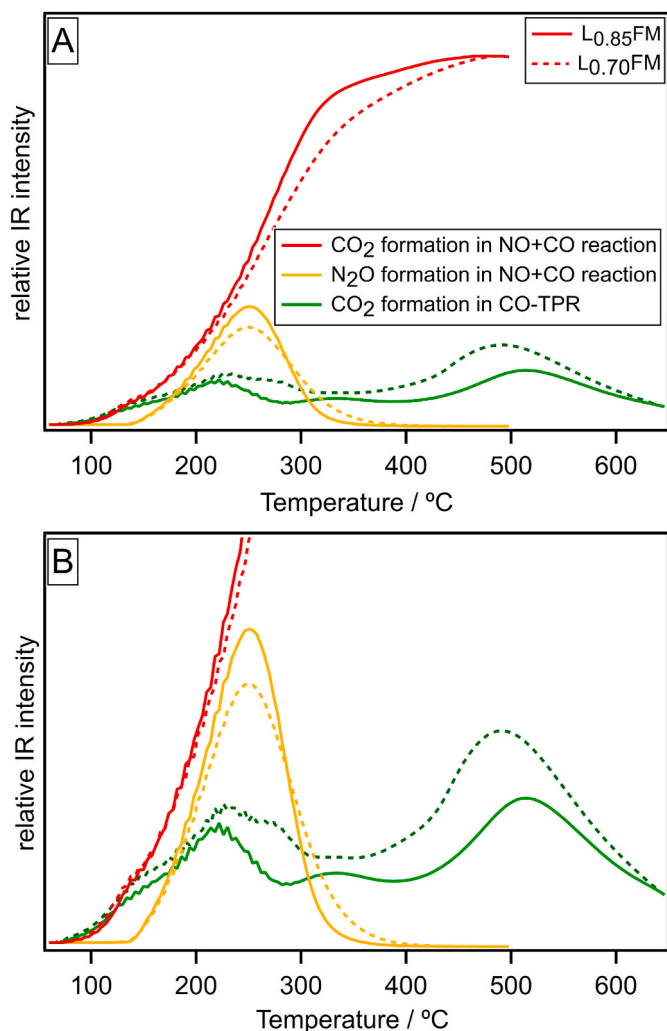 A
L0.85FM
L0.70FM
relative IR intensity
CO2 formation in NO+CO reaction
N2O formation in NO+CO reaction
CO2 formation in CO-TPR
100 200 300 400 500 600
Temperature / ºC
B
relative IR intensity
100 200 300 400 500 600
Temperature / ºC